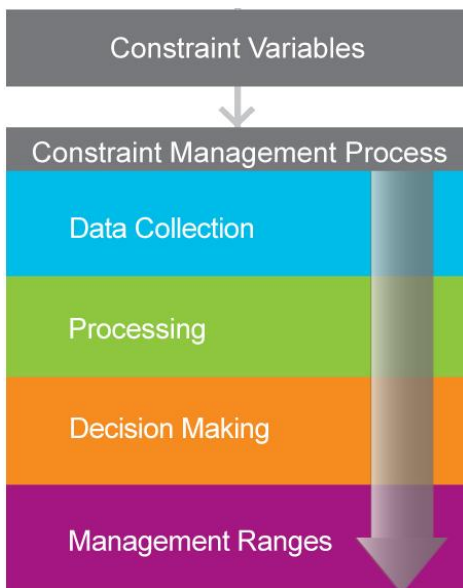 Constraint Variables
Constraint Management Process
Data Collection
Processing
Decision Making
Management Ranges